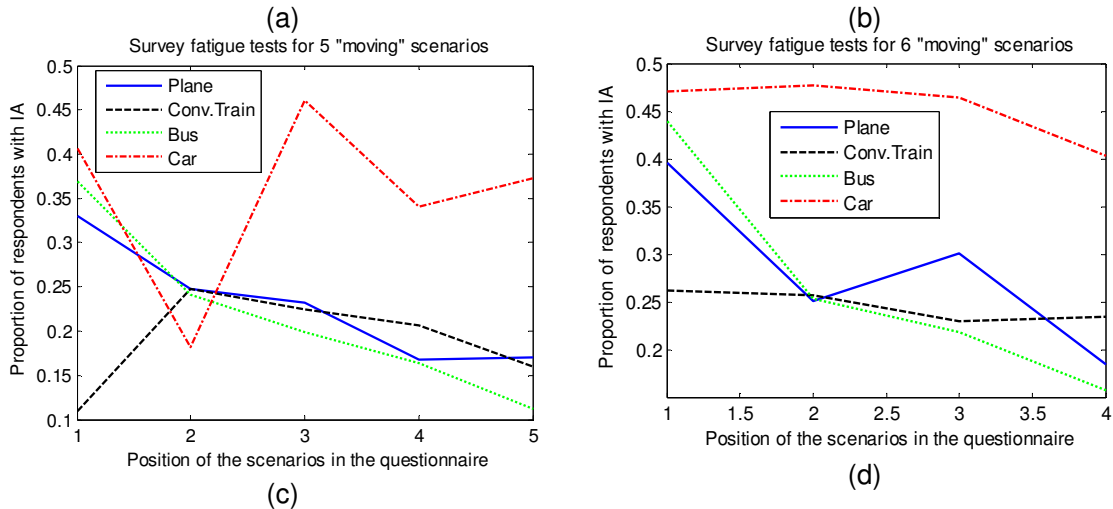 (a)
(b)
Survey fatigue tests for 5 "moving" scenarios
0.5
0.45
0.4
0.35
0.3
0.25
0.2
0.15
0.1
Proportion of respondents with IA
Plane
Conv.Train
Bus
Car
1
2
3
4
5
Position of the scenarios in the questionnaire
(c)
Survey fatigue tests for 6 "moving" scenarios
0.5
0.45
0.4
0.35
0.3
0.25
0.2
Proportion of respondents with IA
Plane
Conv.Train
Bus
Car
1
1.5
2
2.5
3
3.5
4
Position of the scenarios in the questionnaire
(d)